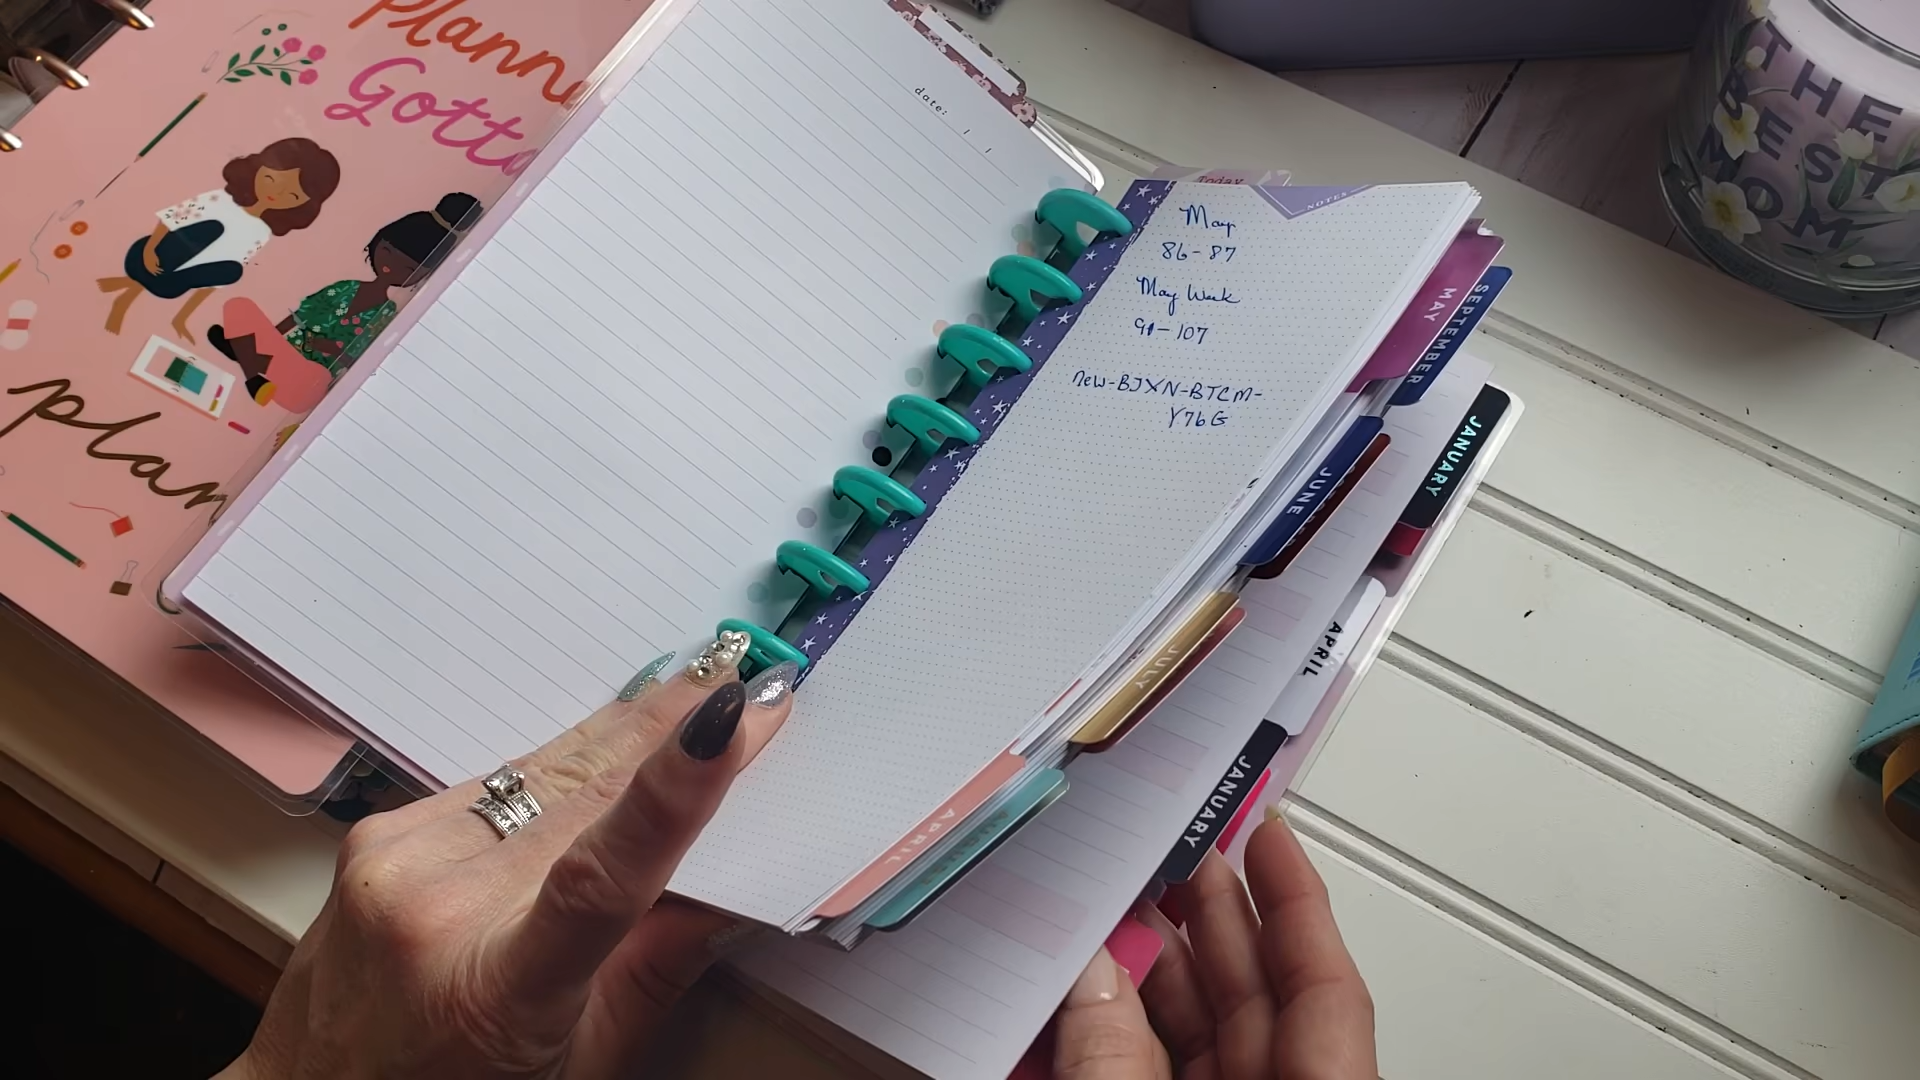 Planne
Gotta
plan
date: / /
Today
NOTES
May
86-87
May Week
91-107
new-BJXN-BTCM-
Y76G
MAY
SEPTEMBER
JUNE
JULY
APRIL
AUGUST
JANUARY
APRIL
JANUARY
THE
BEST
MOM